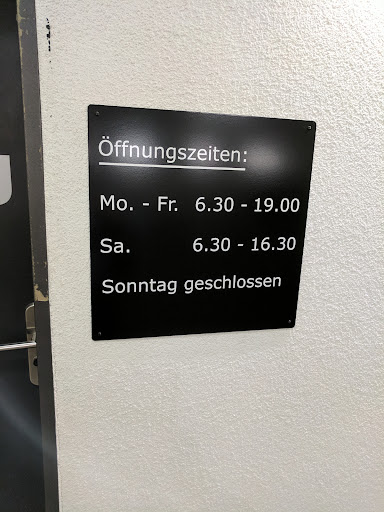 Öffnungszeiten:
Mo. - Fr. 6.30 - 19.00
Sa. 6.30 - 16.30
Sonntag geschlossen